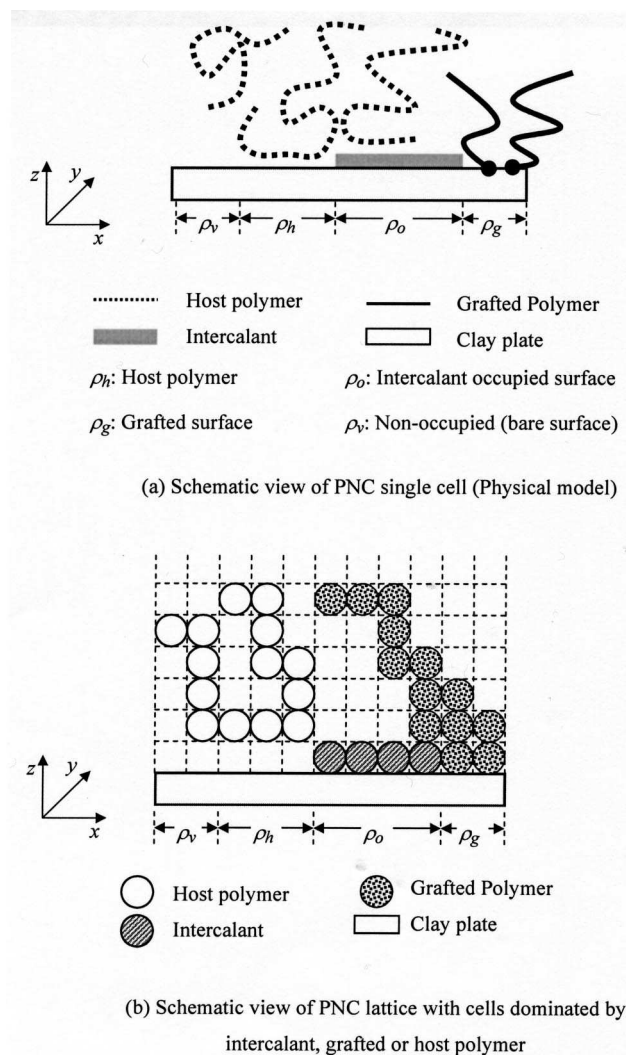 z
y
x
ρv
ρh
ρo
ρg
Host polymer
Grafted Polymer
Intercalant
Clay plate
ρh: Host polymer
ρo: Intercalant occupied surface
ρg: Grafted surface
ρv: Non-occupied (bare surface)
(a) Schematic view of PNC single cell (Physical model)
z
y
x
ρv
ρh
ρo
ρg
Host polymer
Grafted Polymer
Intercalant
Clay plate
(b) Schematic view of PNC lattice with cells dominated by
intercalant, grafted or host polymer